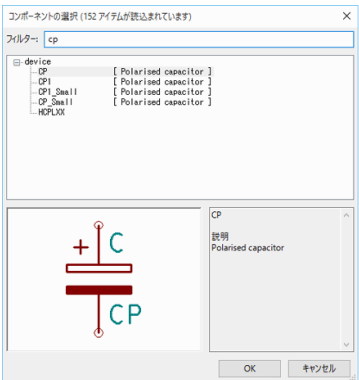 コンポーネントの選択 (152 アイテムが読込まれています)
フィルター: cp
device
CP [ Polarised capacitor ]
CP1 [ Polarised capacitor ]
CP1_Small [ Polarised capacitor ]
CP_Small [ Polarised capacitor ]
HCPLXX
+ C
CP
CP
説明
Polarised capacitor
OK キャンセル